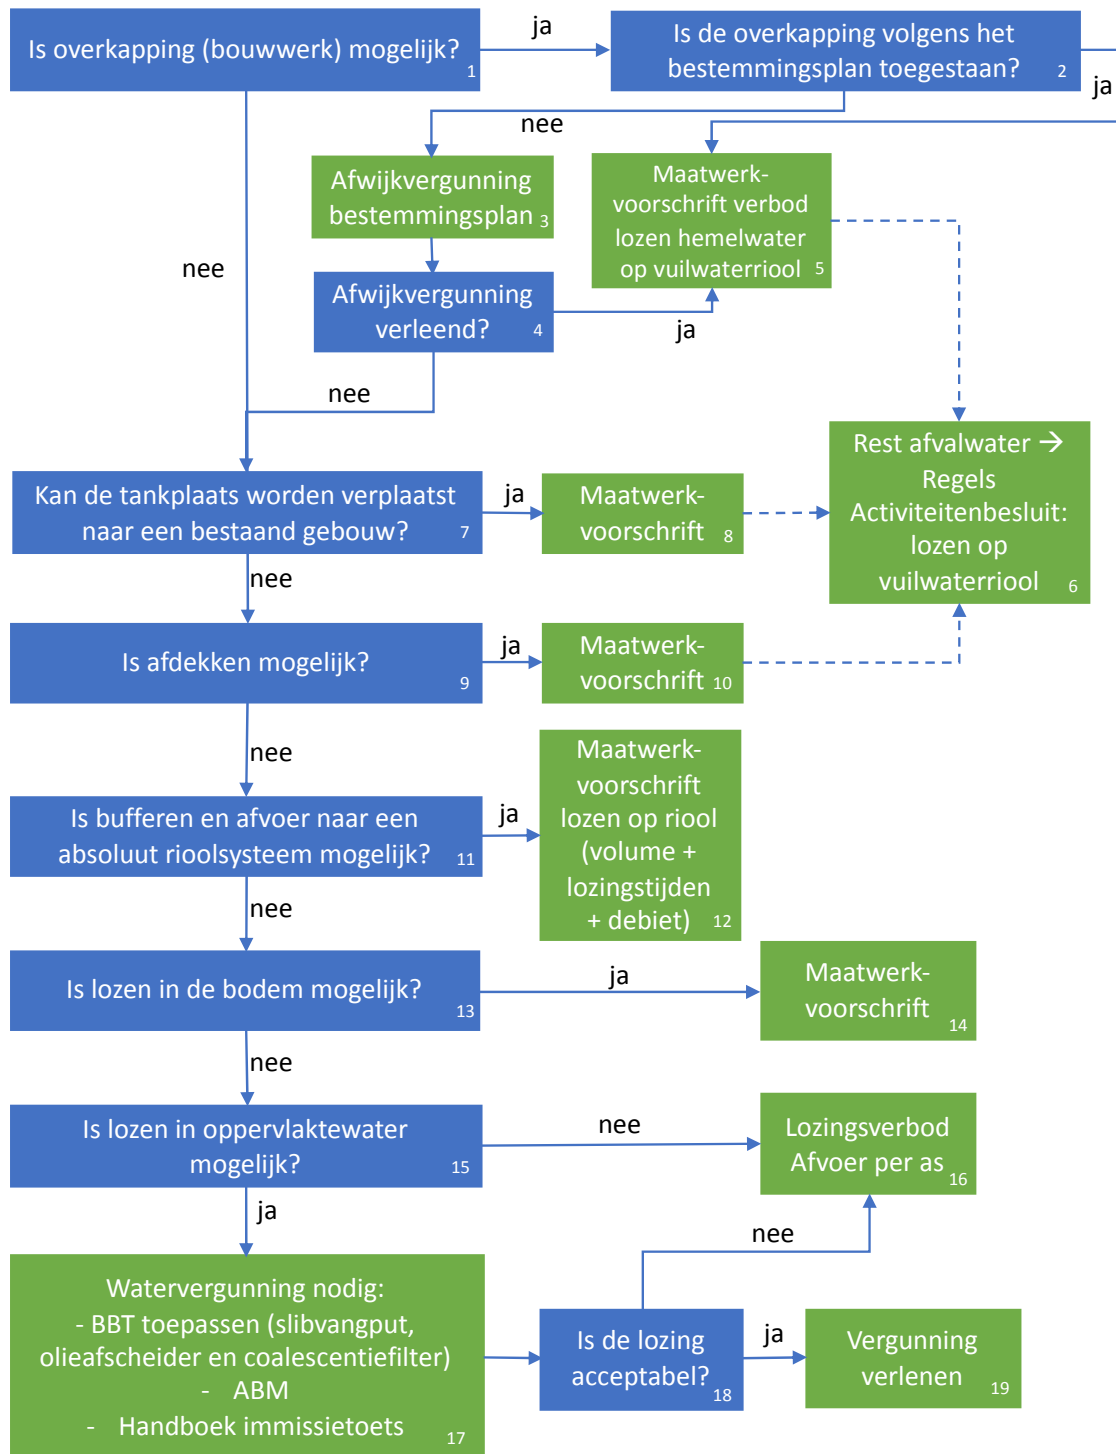 Is overkapping (bouwwerk) mogelijk?
1
ja
Is de overkapping volgens het
bestemmingsplan toegestaan?
2
ja
nee
nee
Afwijkvergunning
bestemmingsplan
3
Maatwerk-
voorschrift verbod
lozen hemelwater
op vuilwaterriool
5
Afwijkvergunning
verleend?
4
ja
nee
Kan de tankplaats worden verplaatst
naar een bestaand gebouw?
7
ja
Maatwerk-
voorschrift
8
Rest afvalwater →
Regels
Activiteitenbesluit:
lozen op
vuilwaterriool
6
nee
Is afdekken mogelijk?
9
ja
Maatwerk-
voorschrift
10
nee
Is bufferen en afvoer naar een
absoluut rioolsysteem mogelijk?
11
ja
Maatwerk-
voorschrift
lozen op riool
(volume +
lozingstijden
+ debiet)
12
nee
Is lozen in de bodem mogelijk?
13
ja
Maatwerk-
voorschrift
14
nee
Is lozen in oppervlaktewater
mogelijk?
15
nee
Lozingsverbod
Afvoer per as
16
ja
nee
Watervergunning nodig:
- BBT toepassen (slibvangput,
olieafscheider en coalescentiefilter)
- ABM
- Handboek immissietoets
17
Is de lozing
acceptabel?
18
ja
Vergunning
verlenen
19